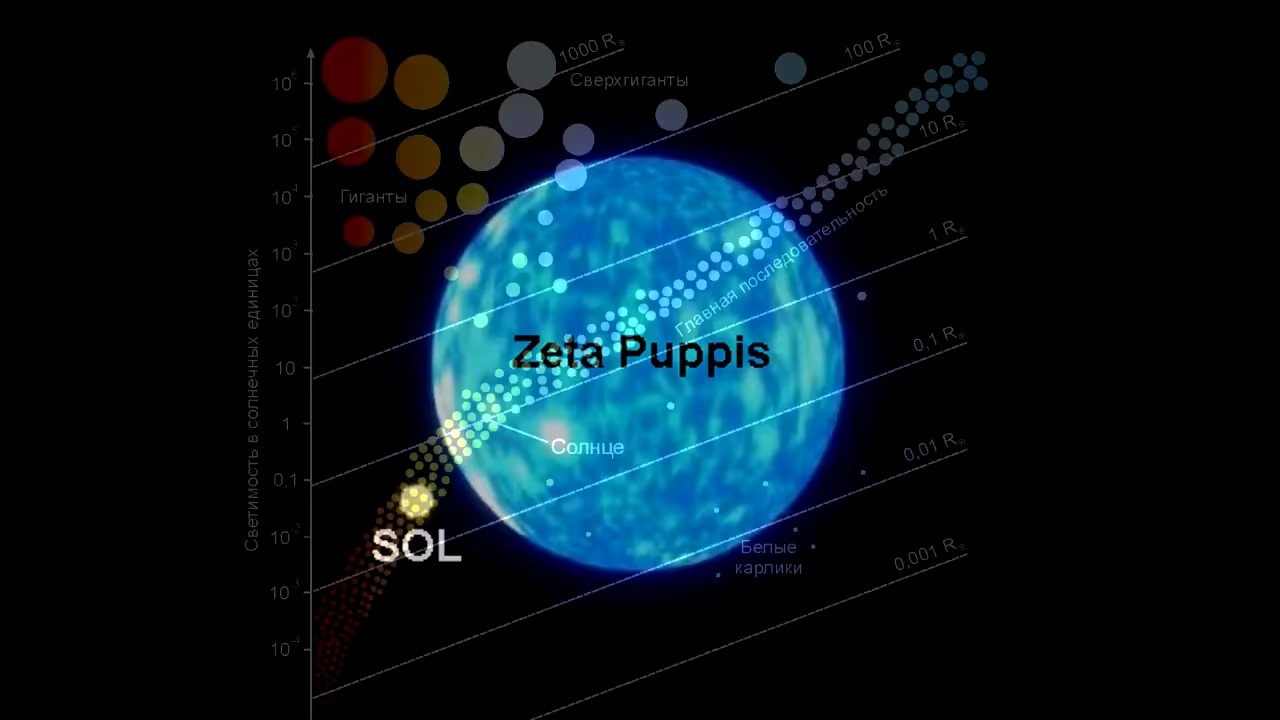 1000 R☉
100 R☉
Сверхгиганты
10⁶
10⁵
10 R☉
Гиганты
10⁴
Главная последовательность
1 R☉
10³
10²
0,1 R☉
Zeta Puppis
10
1
Солнце
0,01 R☉
0,1
Светимость в солнечных единицах
10⁻²
SOL
Белые
карлики
0,001 R☉
10⁻³
10⁻⁴